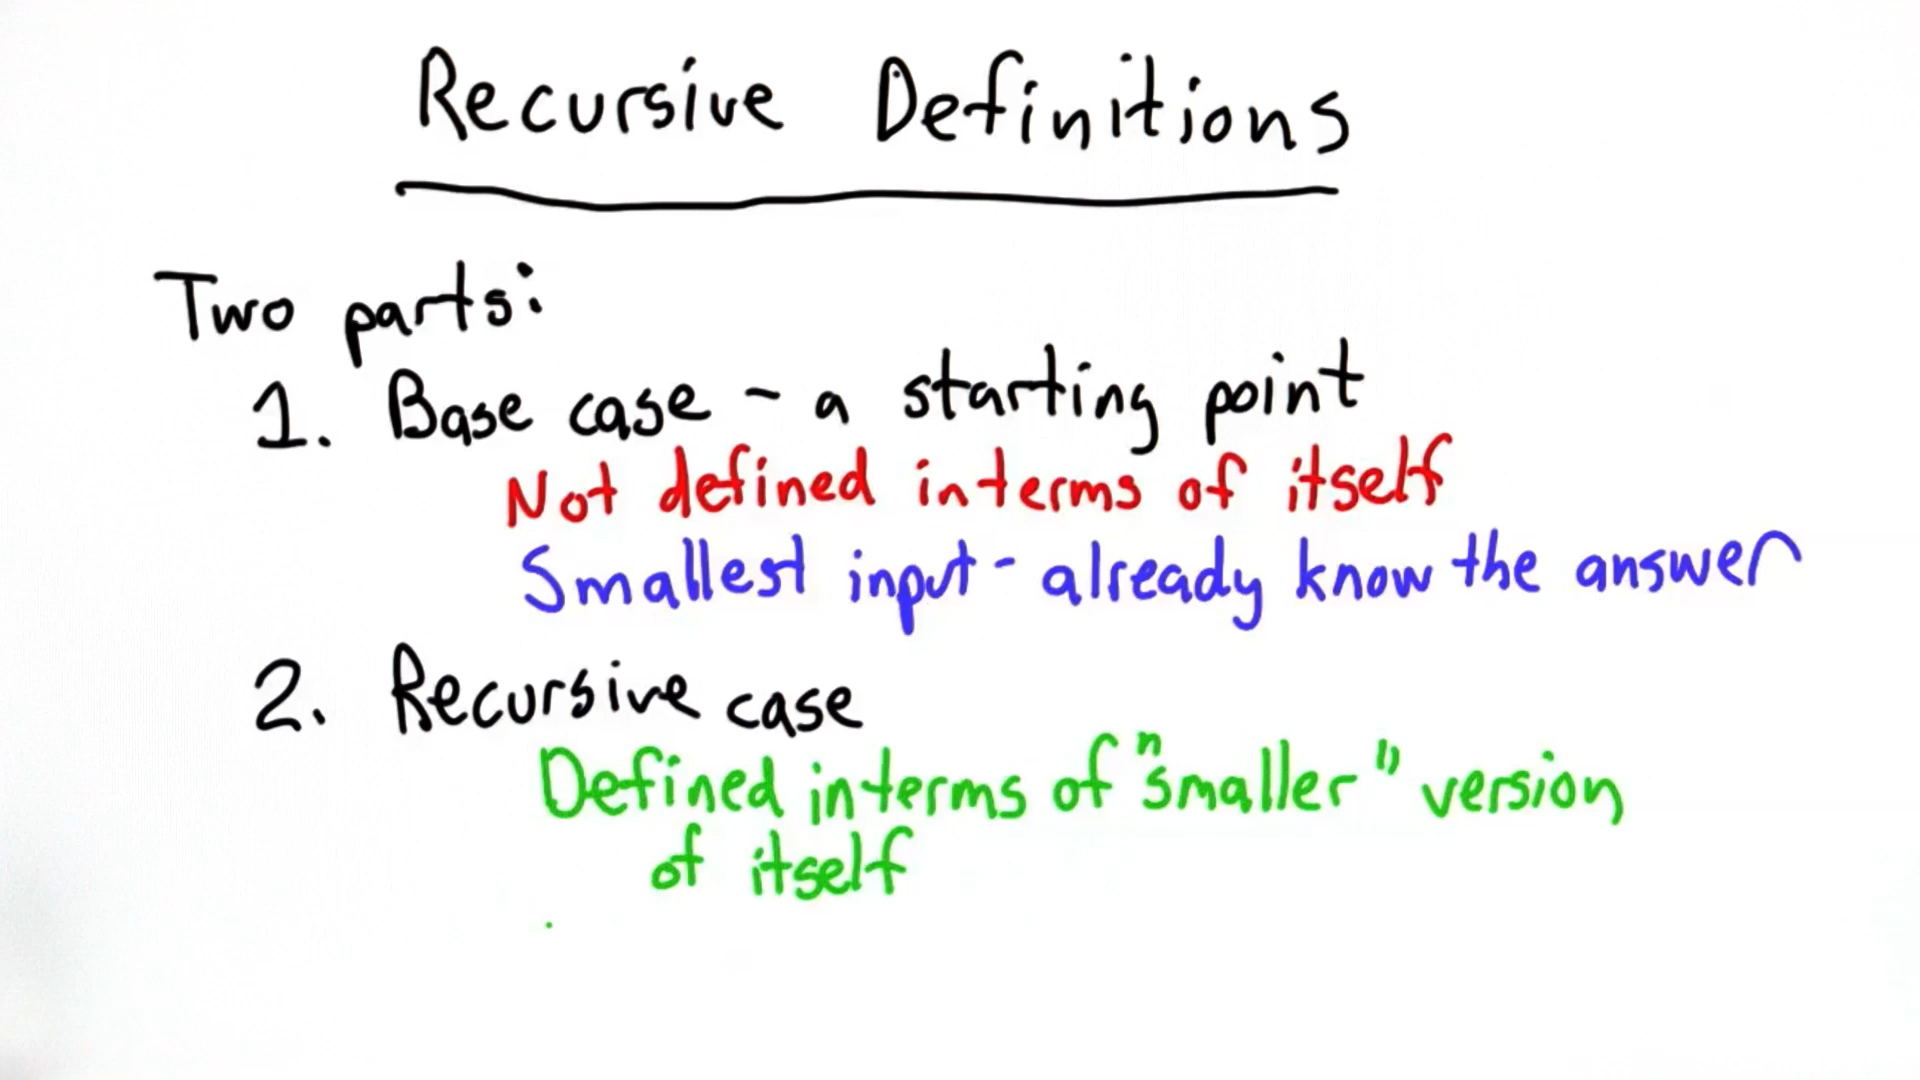 Recursive Definitions
Two parts:
1. Base case - a starting point
Not defined interms of itself
Smallest input - already know the answer
2. Recursive case
Defined interms of "smaller" version
of itself